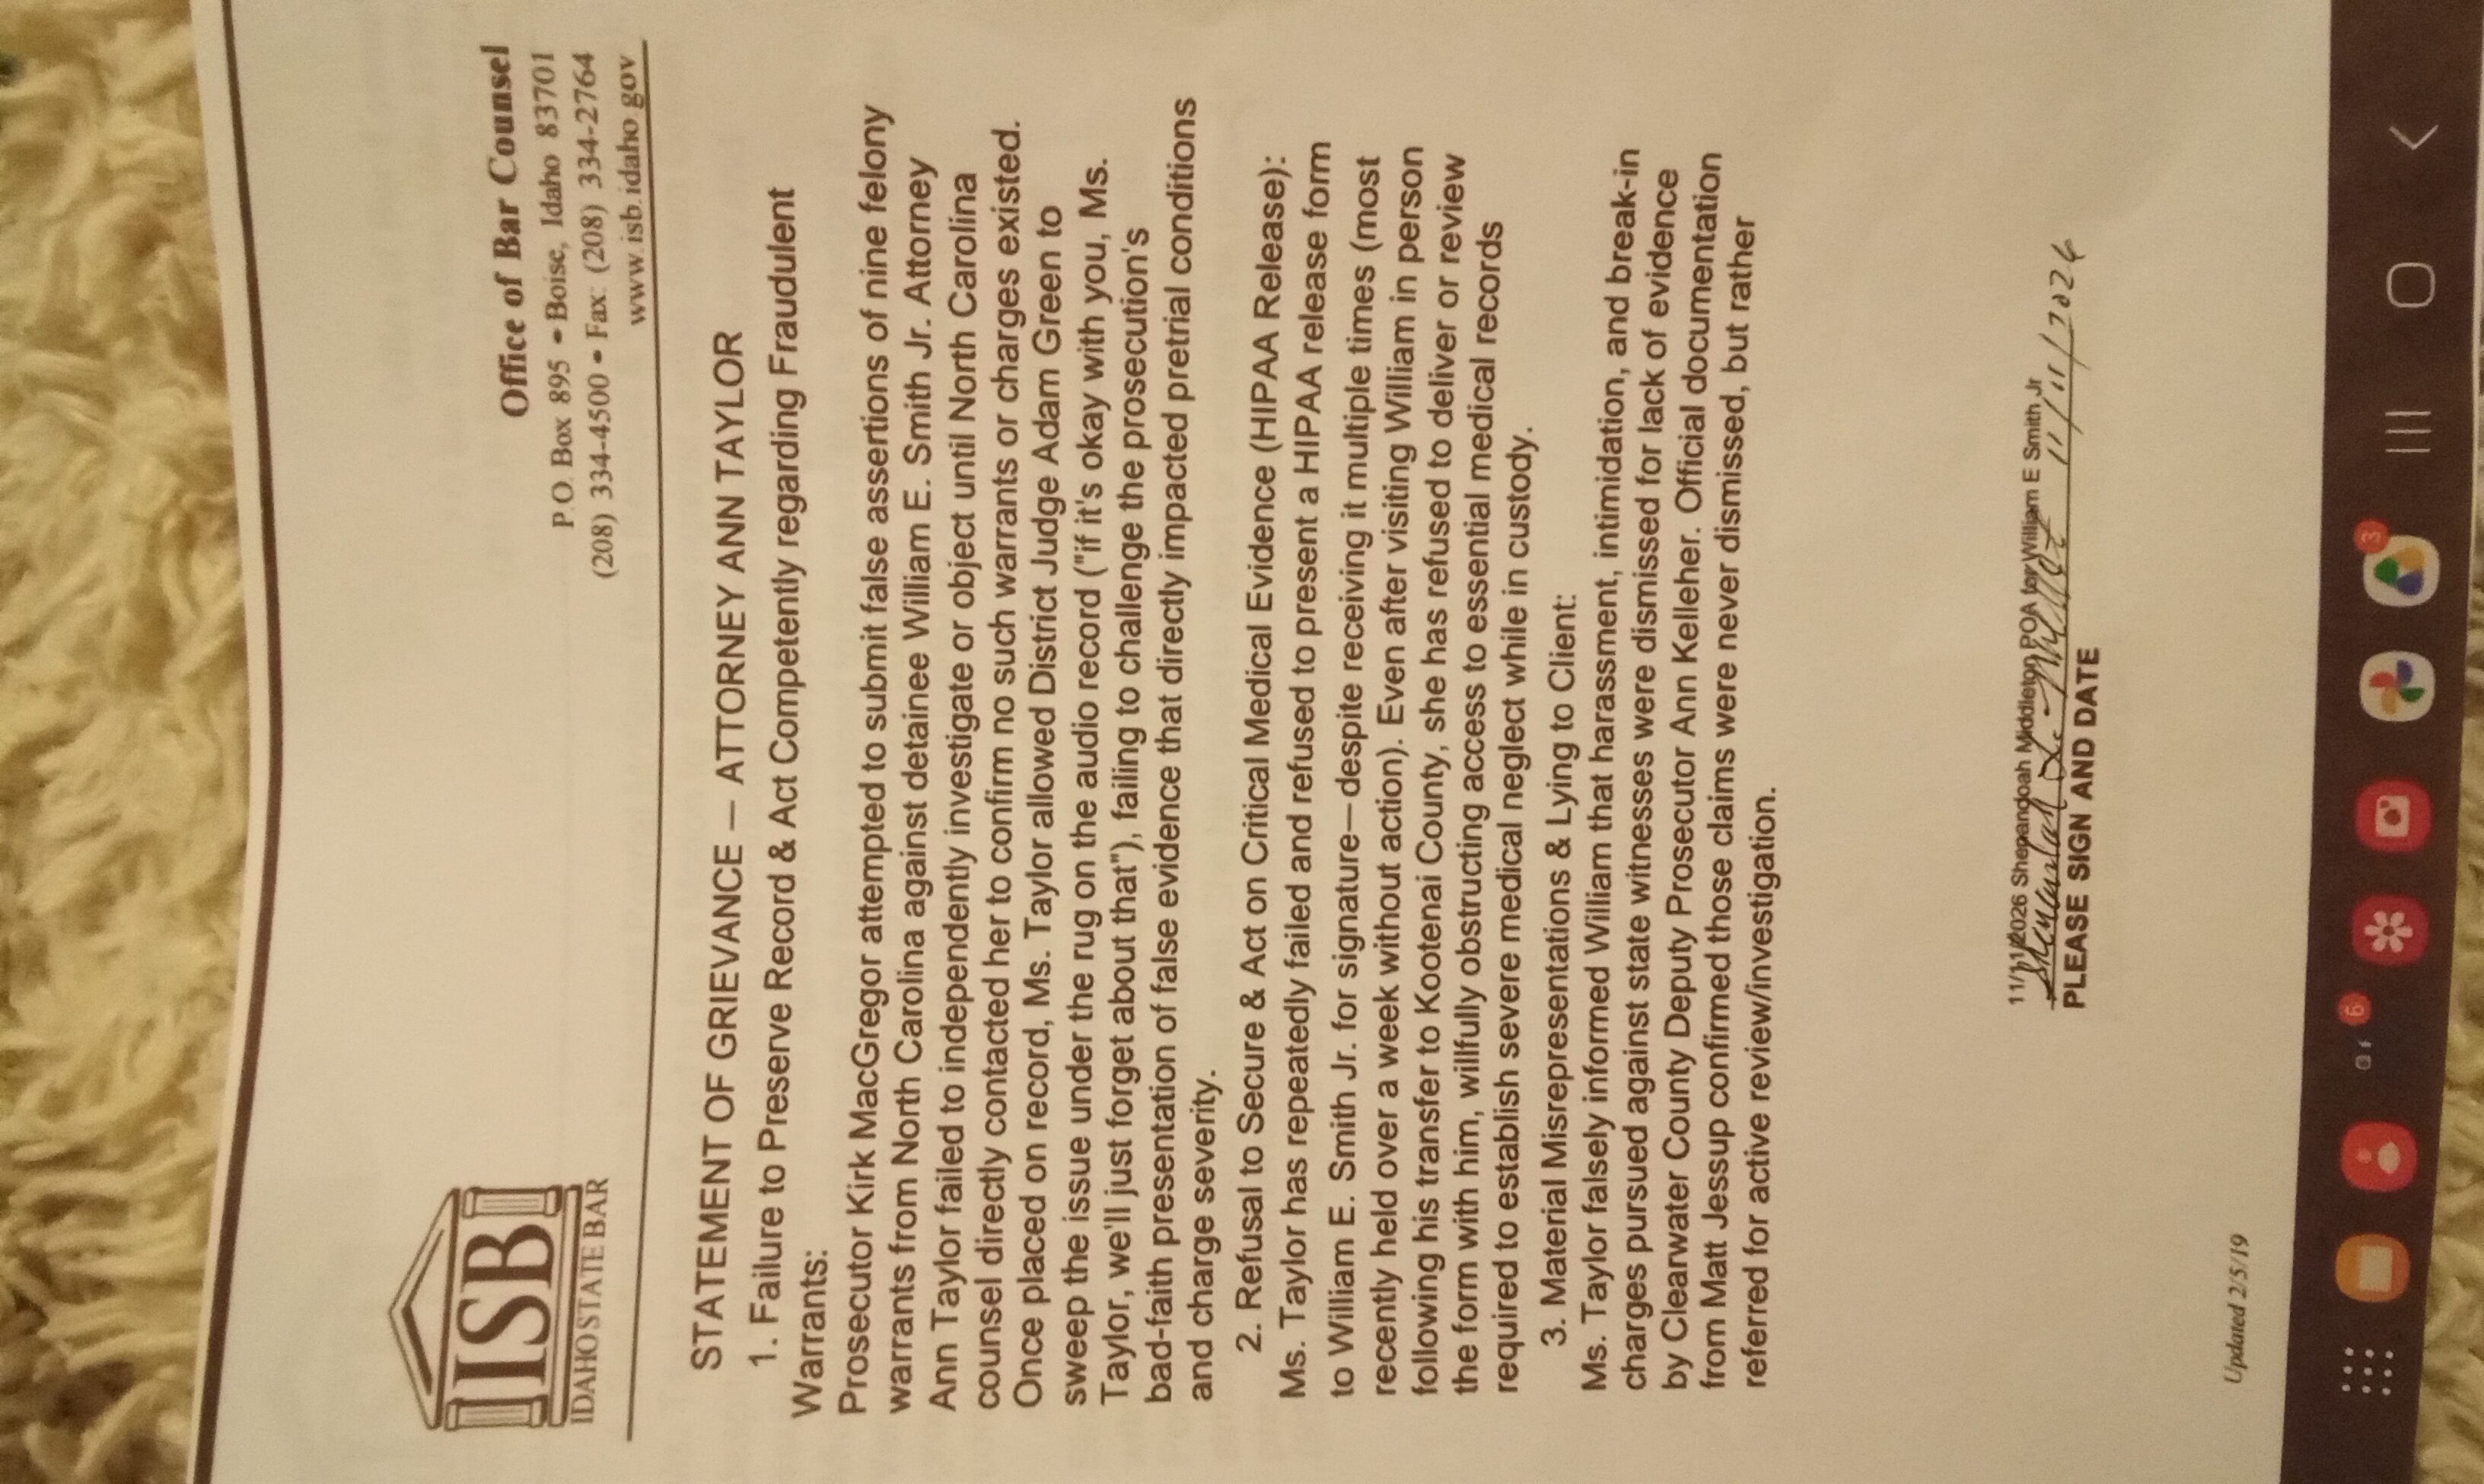 ISB
IDAHO STATE BAR
Office of Bar Counsel
P.O. Box 895 • Boise, Idaho 83701
(208) 334-4500 • Fax: (208) 334-2764
www.isb.idaho.gov
STATEMENT OF GRIEVANCE — ATTORNEY ANN TAYLOR
1. Failure to Preserve Record & Act Competently regarding Fraudulent
Warrants:
Prosecutor Kirk MacGregor attempted to submit false assertions of nine felony
warrants from North Carolina against detainee William E. Smith Jr. Attorney
Ann Taylor failed to independently investigate or object until North Carolina
counsel directly contacted her to confirm no such warrants or charges existed.
Once placed on record, Ms. Taylor allowed District Judge Adam Green to
sweep the issue under the rug on the audio record ("if it's okay with you, Ms.
Taylor, we'll just forget about that"), failing to challenge the prosecution's
bad-faith presentation of false evidence that directly impacted pretrial conditions
and charge severity.
2. Refusal to Secure & Act on Critical Medical Evidence (HIPAA Release):
Ms. Taylor has repeatedly failed and refused to present a HIPAA release form
to William E. Smith Jr. for signature—despite receiving it multiple times (most
recently held over a week without action). Even after visiting William in person
following his transfer to Kootenai County, she has refused to deliver or review
the form with him, willfully obstructing access to essential medical records
required to establish severe medical neglect while in custody.
3. Material Misrepresentations & Lying to Client:
Ms. Taylor falsely informed William that harassment, intimidation, and break-in
charges pursued against state witnesses were dismissed for lack of evidence
by Clearwater County Deputy Prosecutor Ann Kelleher. Official documentation
from Matt Jessup confirmed those claims were never dismissed, but rather
referred for active review/investigation.
11/11/2026 Shenandoah Middleton POA for William E Smith Jr
Shenandoah L. 11/11/2026
PLEASE SIGN AND DATE
Updated 2/5/19
6
3